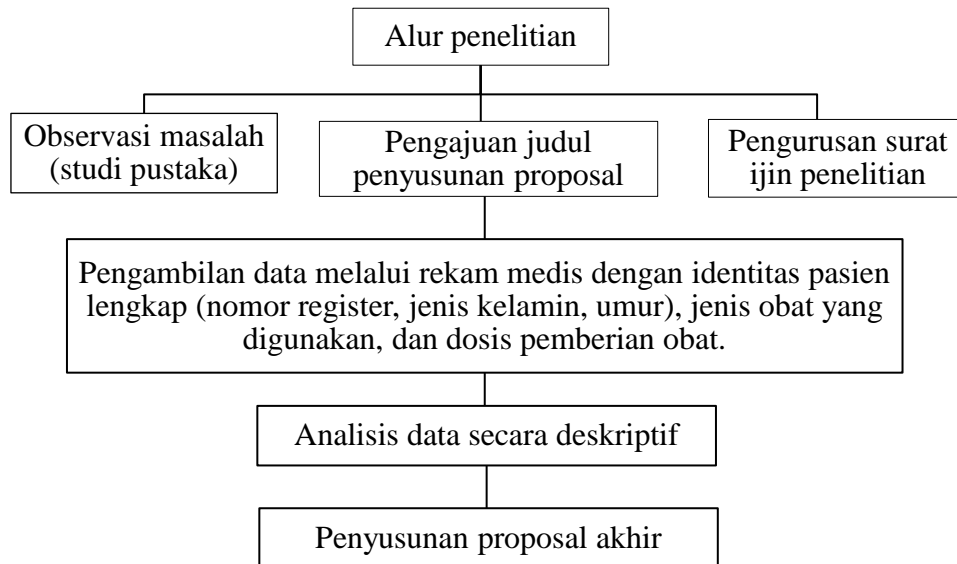 Alur penelitian
Observasi masalah
(studi pustaka)
Pengajuan judul
penyusunan proposal
Pengurusan surat
ijin penelitian
Pengambilan data melalui rekam medis dengan identitas pasien
lengkap (nomor register, jenis kelamin, umur), jenis obat yang
digunakan, dan dosis pemberian obat.
Analisis data secara deskriptif
Penyusunan proposal akhir